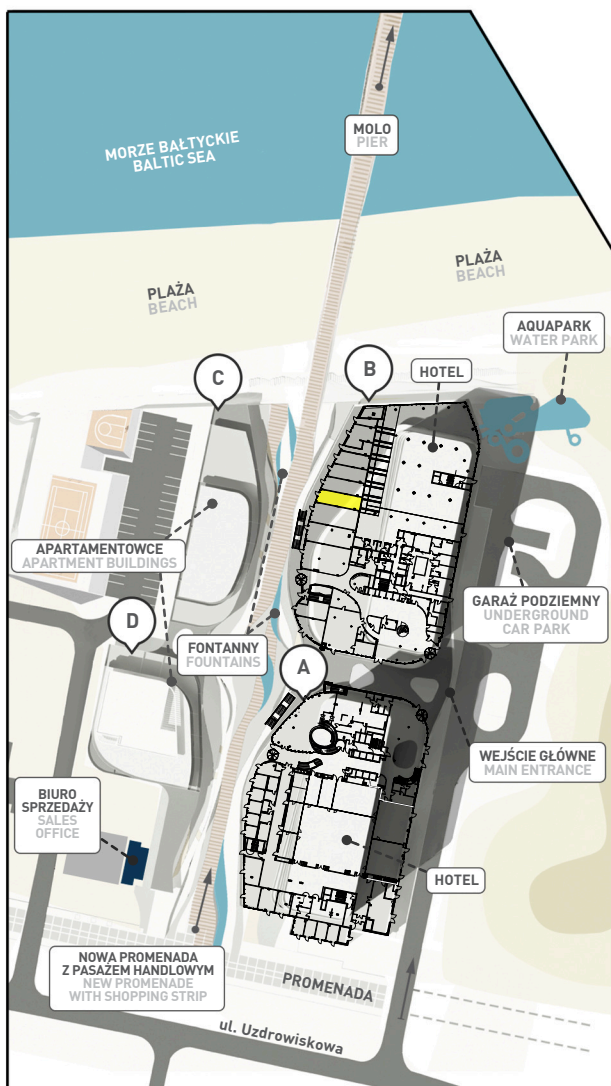 MOLO
PIER
MORZE BAŁTYCKIE
BALTIC SEA
PLAŻA
BEACH
PLAŻA
BEACH
AQUAPARK
WATER PARK
C
B
HOTEL
APARTAMENTOWCE
APARTMENT BUILDINGS
D
FONTANNY
FOUNTAINS
GARAŻ PODZIEMNY
UNDERGROUND
CAR PARK
A
WEJŚCIE GŁÓWNE
MAIN ENTRANCE
BIURO
SPRZEDAŻY
SALES
OFFICE
HOTEL
NOWA PROMENADA
Z PASAŻEM HANDLOWYM
NEW PROMENADE
WITH SHOPPING STRIP
PROMENADA
ul. Uzdrowiskowa